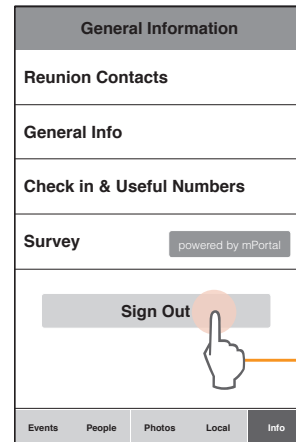 General Information
Reunion Contacts
General Info
Check in & Useful Numbers
Survey
powered by mPortal
Sign Out
Events People Photos Local Info